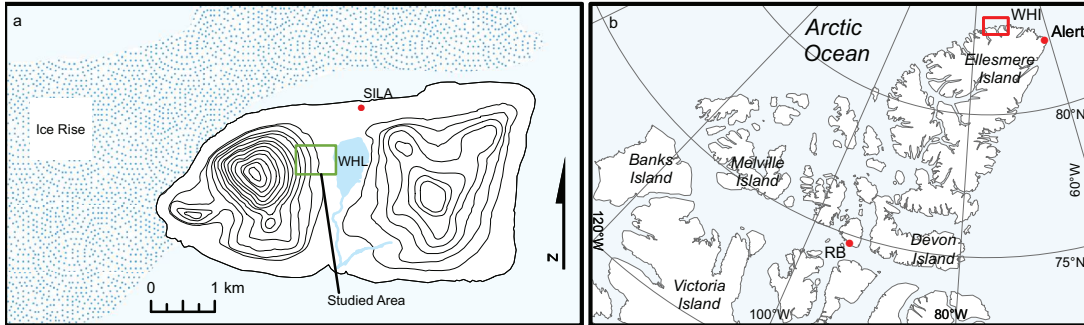 a
SILA
Ice Rise
WHL
N
0
1 km
Studied Area
b
WHI
Arctic
Ocean
Alert
Ellesmere
Island
80°N
Banks
Island
Melville
Island
60°W
120°W
RB
Devon
Island
75°N
Victoria
Island
100°W
80°W